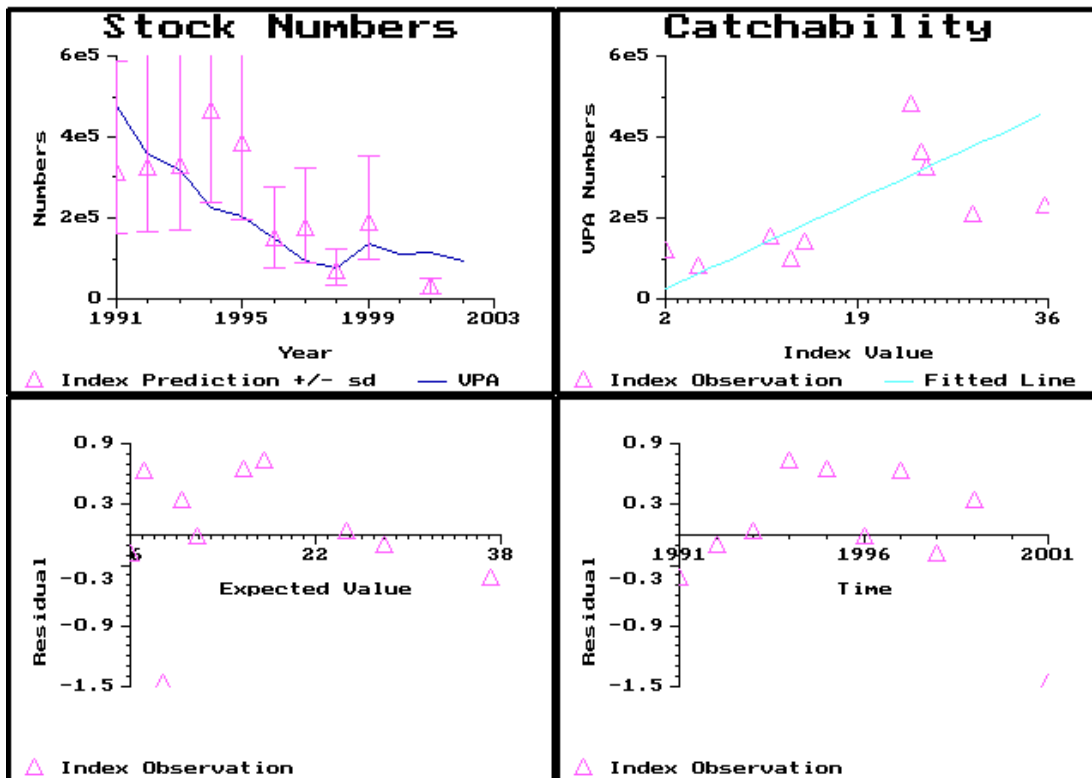 Stock Numbers
6e5
4e5
2e5
0
Numbers
1991 1995 1999 2003
Year
Index Prediction +/- sd VPA
Catchability
6e5
4e5
2e5
0
VPA Numbers
2 19 36
Index Value
Index Observation Fitted Line
0.9
0.3
-0.3
-0.9
-1.5
Residual
6 22 38
Expected Value
Index Observation
0.9
0.3
-0.3
-0.9
-1.5
Residual
1991 1996 2001
Time
Index Observation